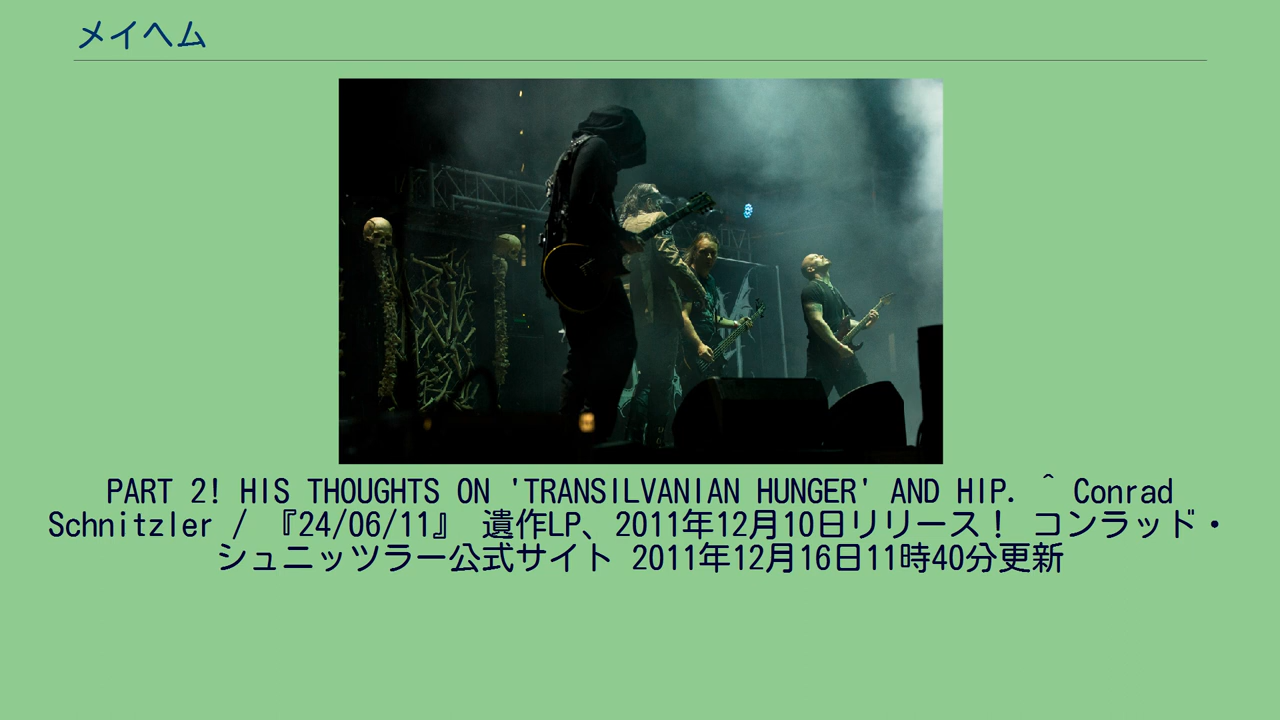 メイヘム
PART 2! HIS THOUGHTS ON 'TRANSILVANIAN HUNGER' AND HIP. ^ Conrad
Schnitzler / 『24/06/11』 遺作LP、2011年12月10日リリース! コンラッド・
シュニッツラー公式サイト 2011年12月16日11時40分更新